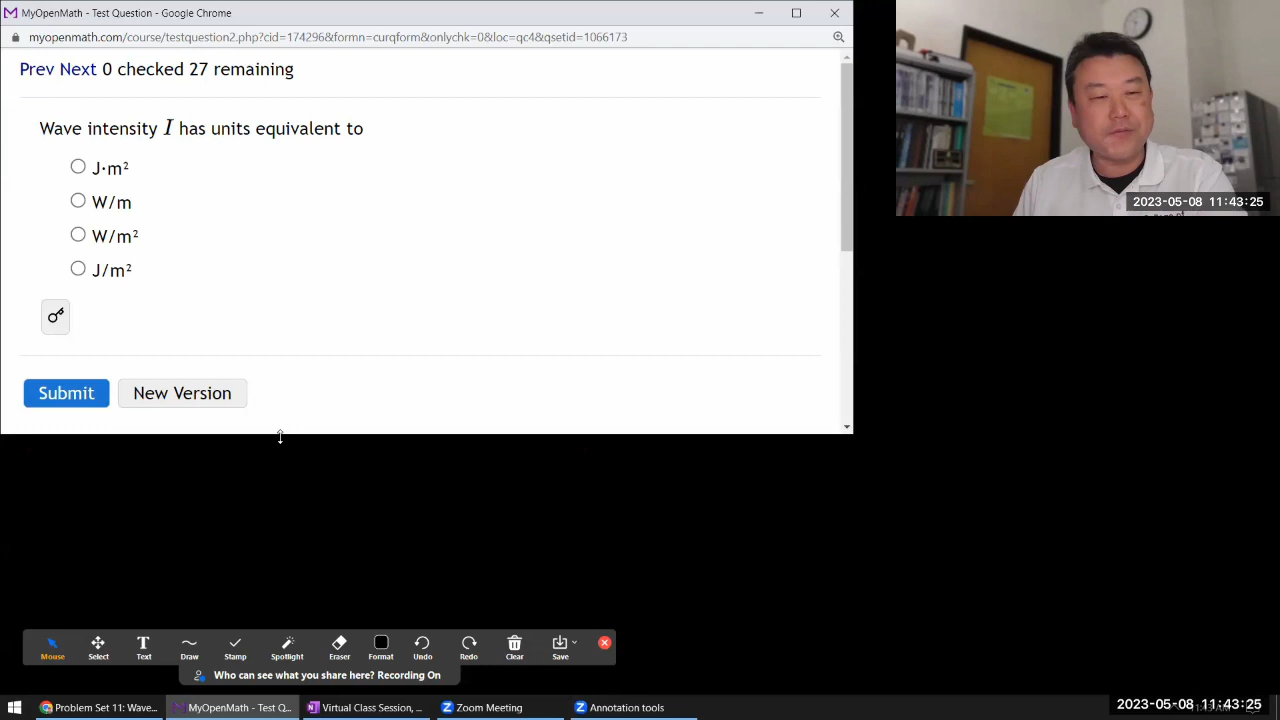 MyOpenMath - Test Question - Google Chrome
myopenmath.com/course/testquestion2.php?cid=174296&formn=curqform&onlychk=0&loc=qc4&qsetid=1066173
Prev Next 0 checked 27 remaining
Wave intensity I has units equivalent to
J·m²
W/m
W/m²
J/m²
Submit New Version
2023-05-08 11:43:25
Mouse Select Text Draw Stamp Spotlight Eraser Format Undo Redo Clear Save
Who can see what you share here? Recording On
Problem Set 11: Wave... MyOpenMath - Test Q... Virtual Class Session, ... Zoom Meeting Annotation tools
2023-05-08 11:43:25